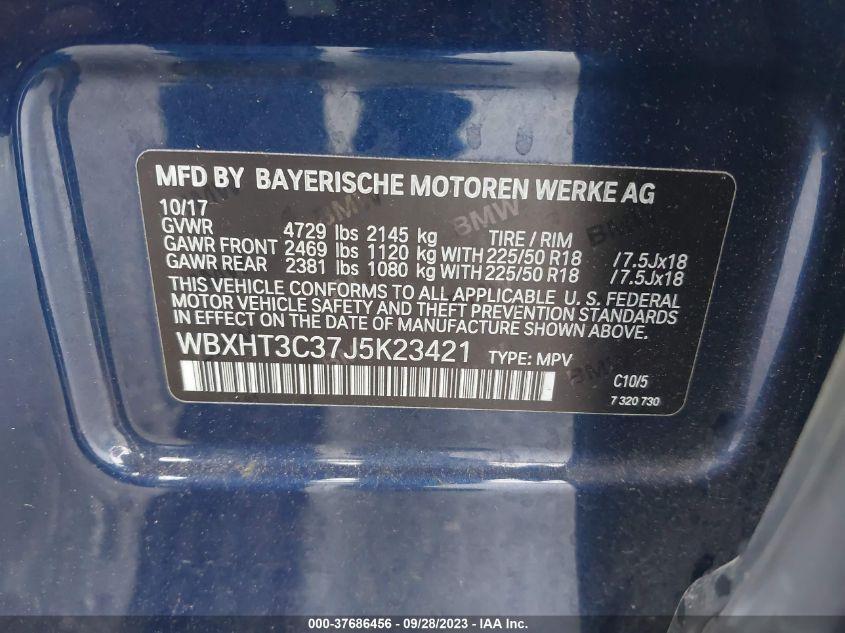 MFD BY BAYERISCHE MOTOREN WERKE AG
10/17
GVWR 4729 lbs 2145 kg TIRE / RIM
GAWR FRONT 2469 lbs 1120 kg WITH 225/50 R18 /7.5Jx18
GAWR REAR 2381 lbs 1080 kg WITH 225/50 R18 /7.5Jx18
THIS VEHICLE CONFORMS TO ALL APPLICABLE U. S. FEDERAL
MOTOR VEHICLE SAFETY AND THEFT PREVENTION STANDARDS
IN EFFECT ON THE DATE OF MANUFACTURE SHOWN ABOVE.
WBXHT3C37J5K23421 TYPE: MPV
C10/5
7 320 730
000-37686456 - 09/28/2023 - IAAI.com